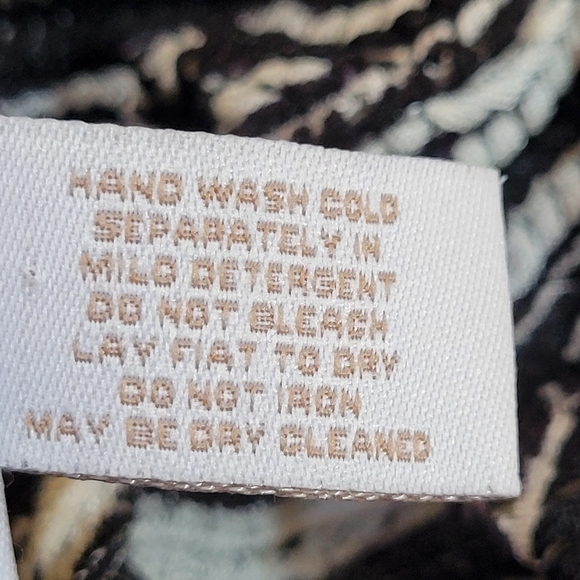 HAND WASH COLD
SEPARATELY IN
MILD DETERGENT
DO NOT BLEACH
LAY FLAT TO DRY
DO NOT IRON
MAY BE DRY CLEANED